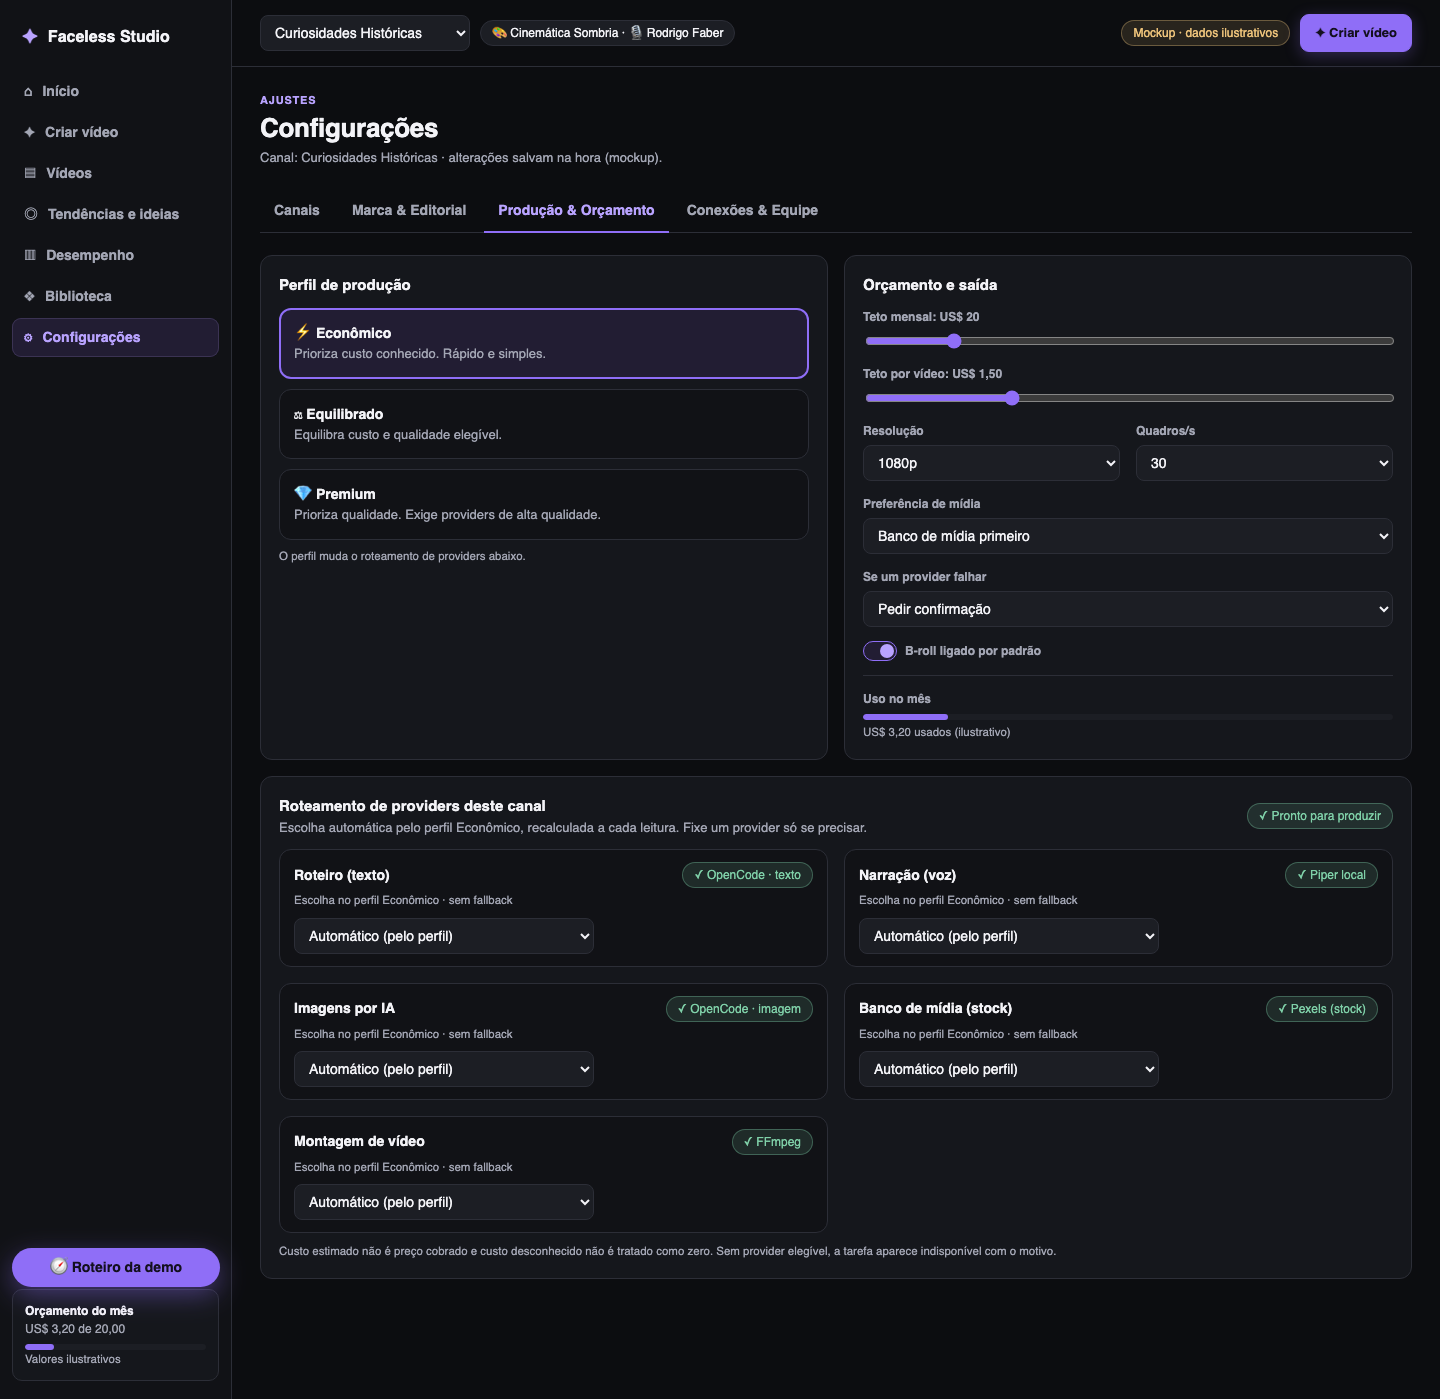 Faceless Studio
Início
Criar vídeo
Vídeos
Tendências e ideias
Desempenho
Biblioteca
Configurações
Roteiro da demo
Orçamento do mês
US$ 3,20 de 20,00
Valores ilustrativos
Curiosidades Históricas
Cinemática Sombria · Rodrigo Faber
Mockup · dados ilustrativos
Criar vídeo
AJUSTES
Configurações
Canal: Curiosidades Históricas · alterações salvam na hora (mockup).
Canais
Marca & Editorial
Produção & Orçamento
Conexões & Equipe
Perfil de produção
Econômico
Prioriza custo conhecido. Rápido e simples.
Equilibrado
Equilibra custo e qualidade elegível.
Premium
Prioriza qualidade. Exige providers de alta qualidade.
O perfil muda o roteamento de providers abaixo.
Orçamento e saída
Teto mensal: US$ 20
Teto por vídeo: US$ 1,50
Resolução
Quadros/s
1080p
30
Preferência de mídia
Banco de mídia primeiro
Se um provider falhar
Pedir confirmação
B-roll ligado por padrão
Uso no mês
US$ 3,20 usados (ilustrativo)
Roteamento de providers deste canal
Escolha automática pelo perfil Econômico, recalculada a cada leitura. Fixe um provider só se precisar.
✓ Pronto para produzir
Roteiro (texto)
✓ OpenCode · texto
Escolha no perfil Econômico · sem fallback
Automático (pelo perfil)
Narração (voz)
✓ Piper local
Escolha no perfil Econômico · sem fallback
Automático (pelo perfil)
Imagens por IA
✓ OpenCode · imagem
Escolha no perfil Econômico · sem fallback
Automático (pelo perfil)
Banco de mídia (stock)
✓ Pexels (stock)
Escolha no perfil Econômico · sem fallback
Automático (pelo perfil)
Montagem de vídeo
✓ FFmpeg
Escolha no perfil Econômico · sem fallback
Automático (pelo perfil)
Custo estimado não é preço cobrado e custo desconhecido não é tratado como zero. Sem provider elegível, a tarefa aparece indisponível com o motivo.